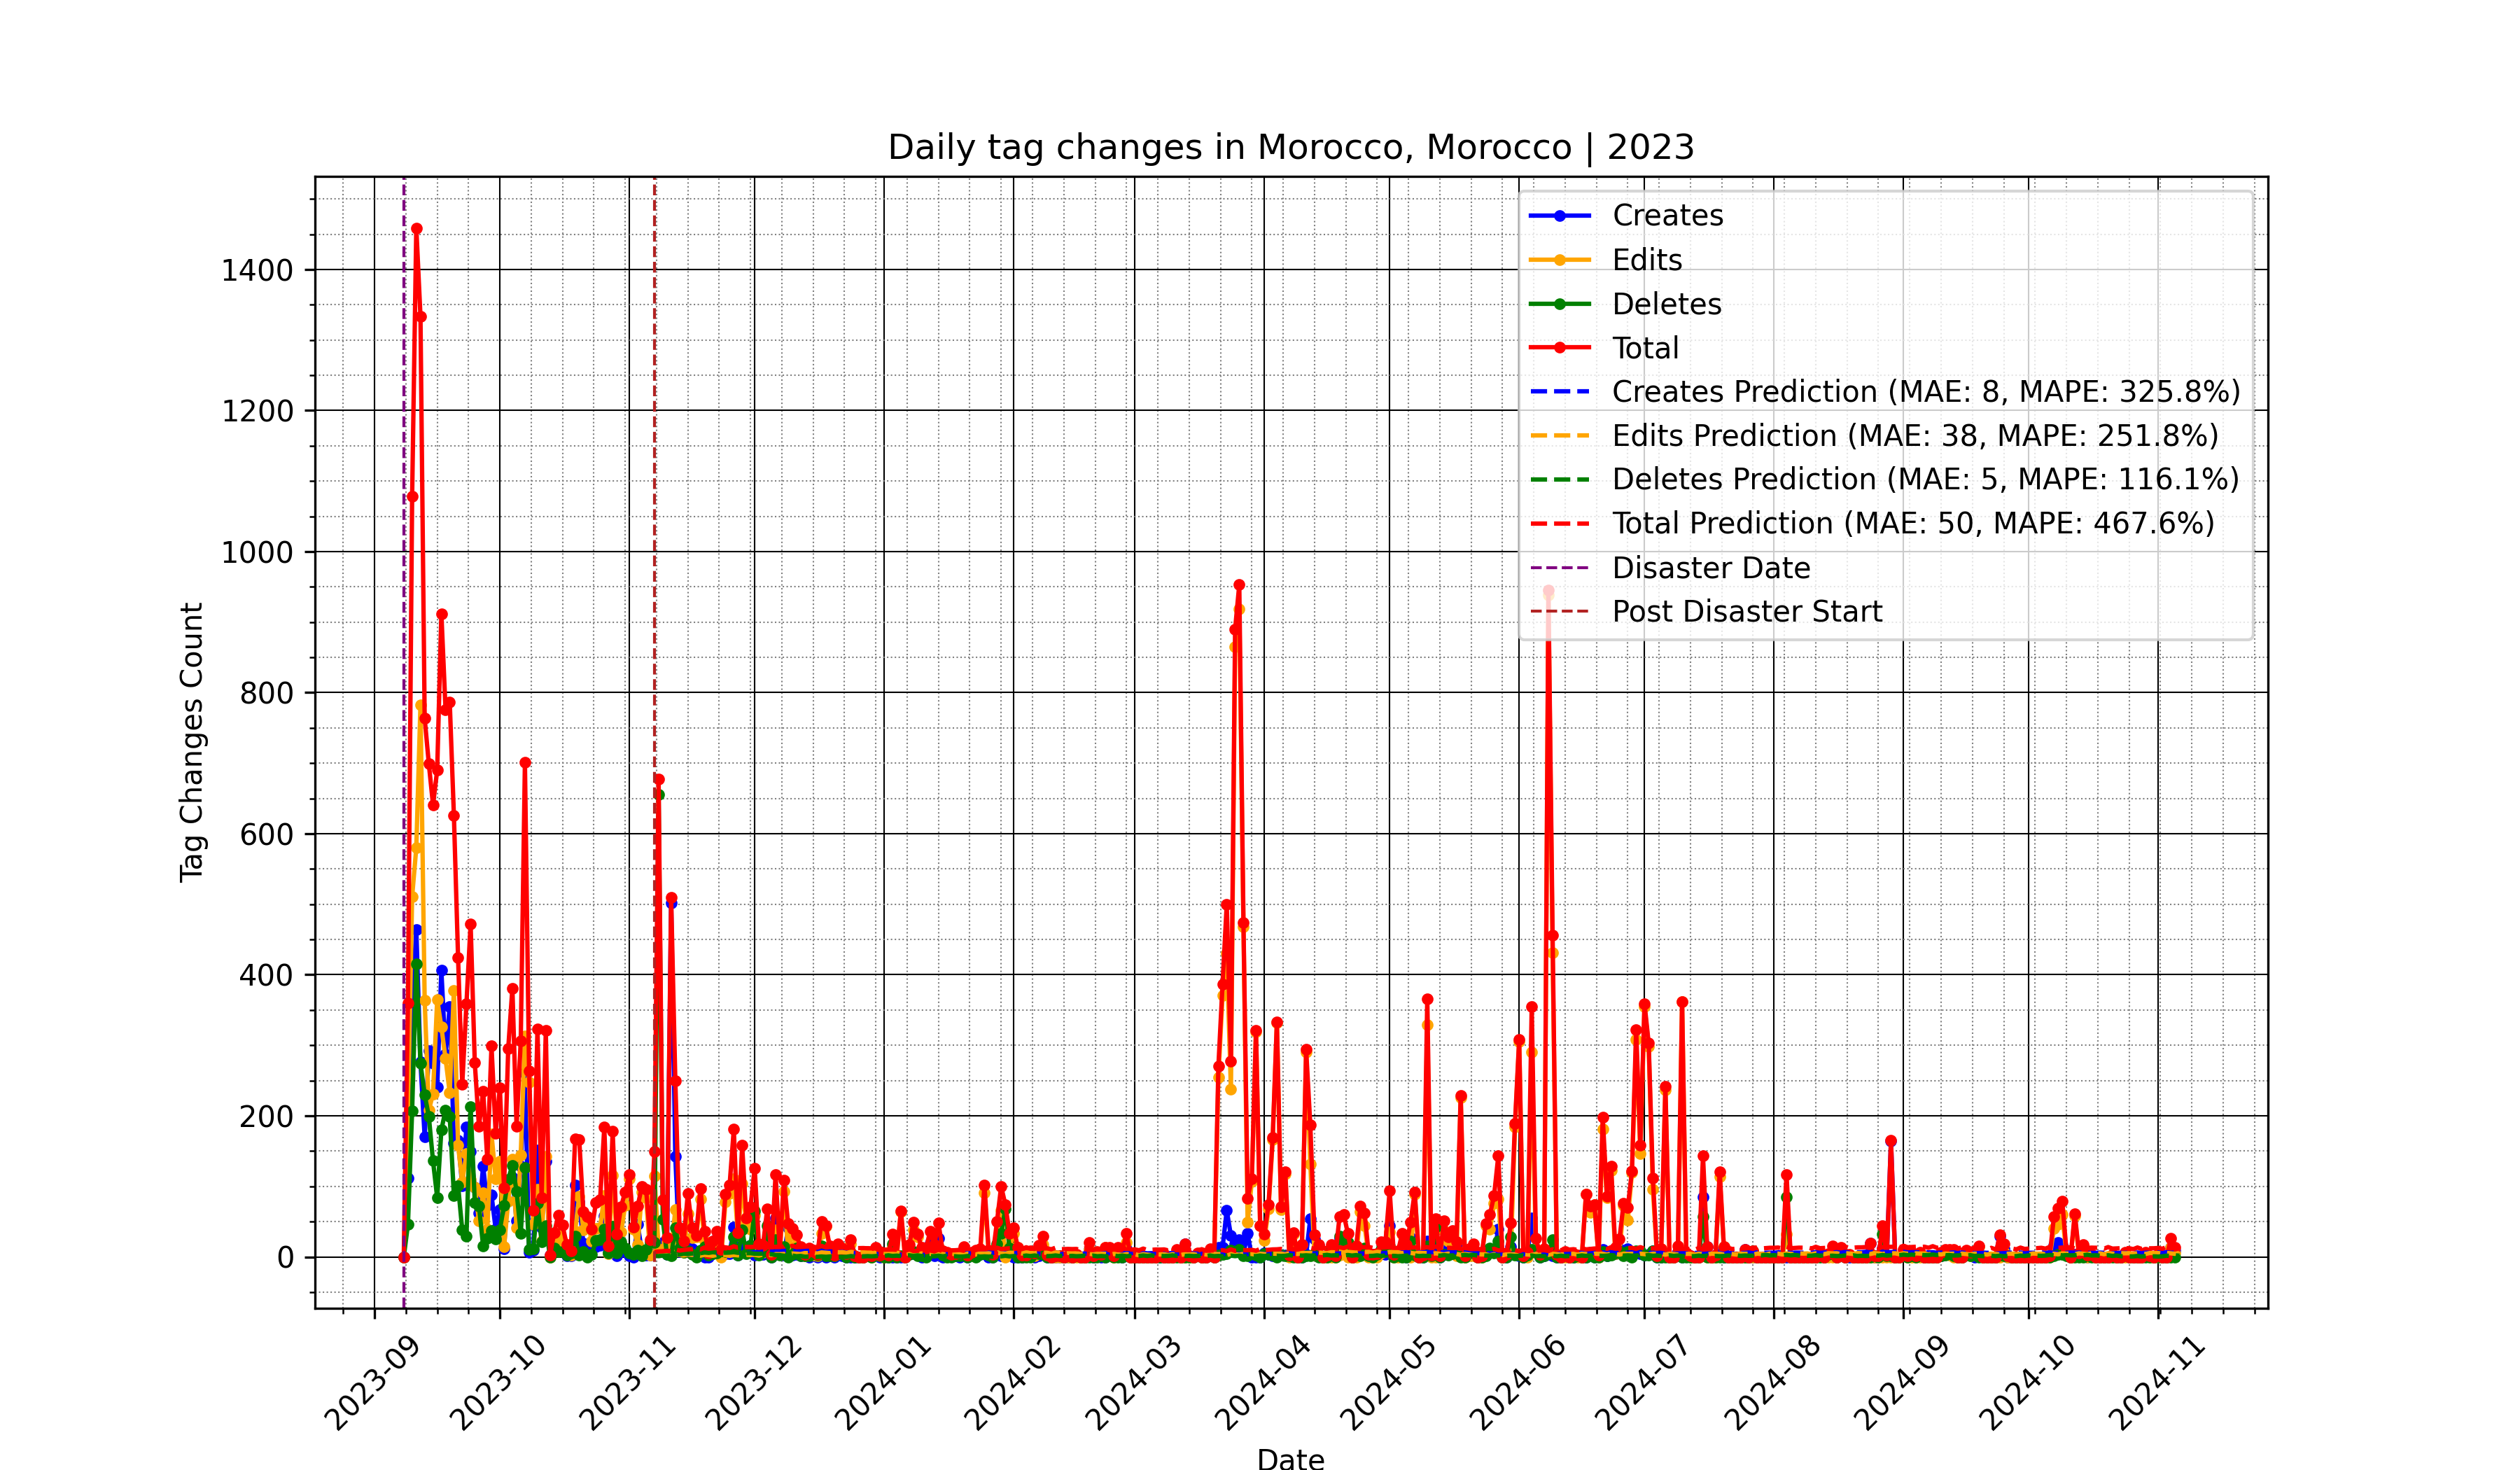 Daily tag changes in Morocco, Morocco | 2023
Tag Changes Count
1400
1200
1000
800
600
400
200
0
Creates
Edits
Deletes
Total
Creates Prediction (MAE: 8, MAPE: 325.8%)
Edits Prediction (MAE: 38, MAPE: 251.8%)
Deletes Prediction (MAE: 5, MAPE: 116.1%)
Total Prediction (MAE: 50, MAPE: 467.6%)
Disaster Date
Post Disaster Start
2023-09
2023-10
2023-11
2023-12
2024-01
2024-02
2024-03
2024-04
2024-05
2024-06
2024-07
2024-08
2024-09
2024-10
2024-11
Date